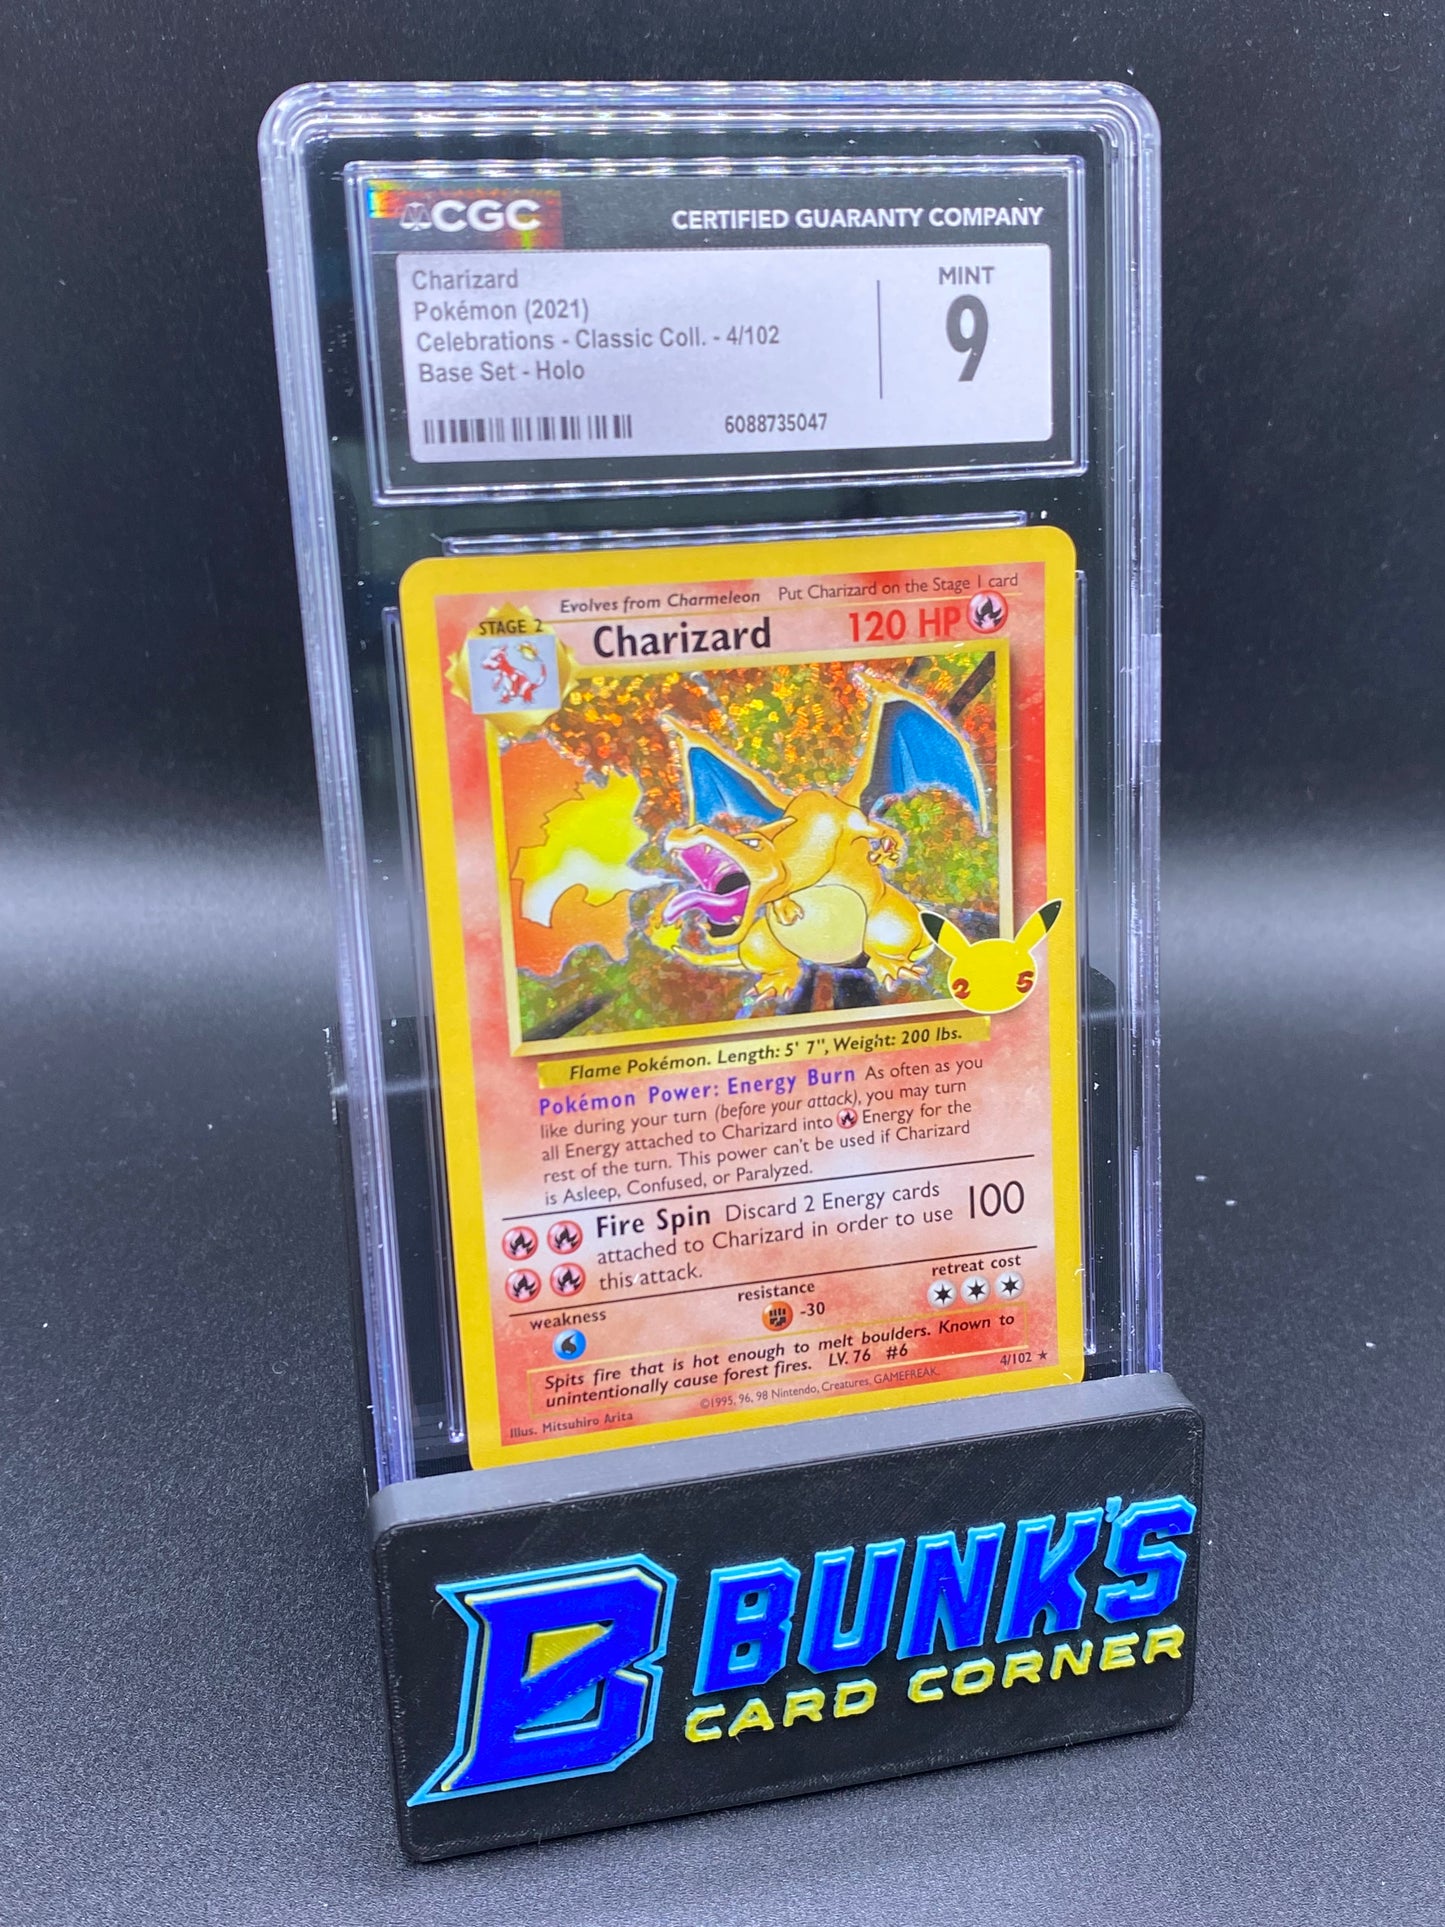 CGC
CERTIFIED GUARANTY COMPANY
Charizard
Pokémon (2021)
Celebrations - Classic Coll. - 4/102
Base Set - Holo
MINT
9
6088735047
Evolves from Charmeleon Put Charizard on the Stage 1 card
STAGE 2
Charizard
120 HP
2 5
Flame Pokémon. Length: 5' 7", Weight: 200 lbs.
Pokémon Power: Energy Burn As often as you
like during your turn (before your attack), you may turn
all Energy attached to Charizard into Energy for the
rest of the turn. This power can't be used if Charizard
is Asleep, Confused, or Paralyzed.
Fire Spin Discard 2 Energy cards
attached to Charizard in order to use
this attack.
100
weakness
resistance
-30
retreat cost
Spits fire that is hot enough to melt boulders. Known to
unintentionally cause forest fires. LV. 76 #6
Illus. Mitsuhiro Arita
©1995, 96, 98 Nintendo, Creatures, GAMEFREAK.
4/102 ★
B
BUNK'S
CARD CORNER